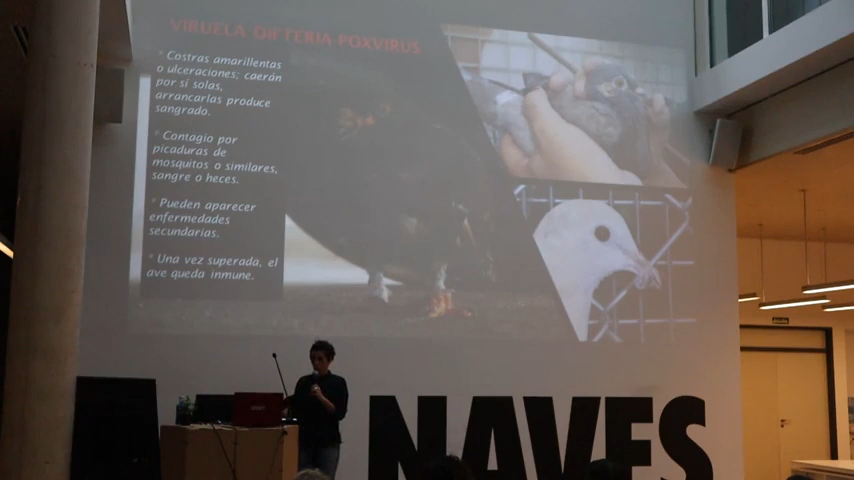 VIRUELA DIFTERIA POXVIRUS
* Costras amarillentas
o ulceraciones; caerán
por sí solas,
arrancarlas produce
sangrado.
* Contagio por
picaduras de
mosquitos o similares,
sangre o heces.
* Pueden aparecer
enfermedades
secundarias.
* Una vez superada, el
ave queda inmune.
NAVES